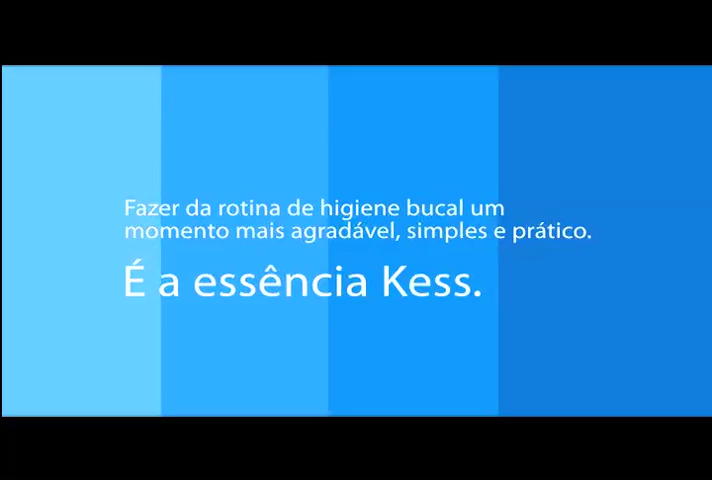 Fazer da rotina de higiene bucal um
momento mais agradável, simples e prático.
É a essência Kess.